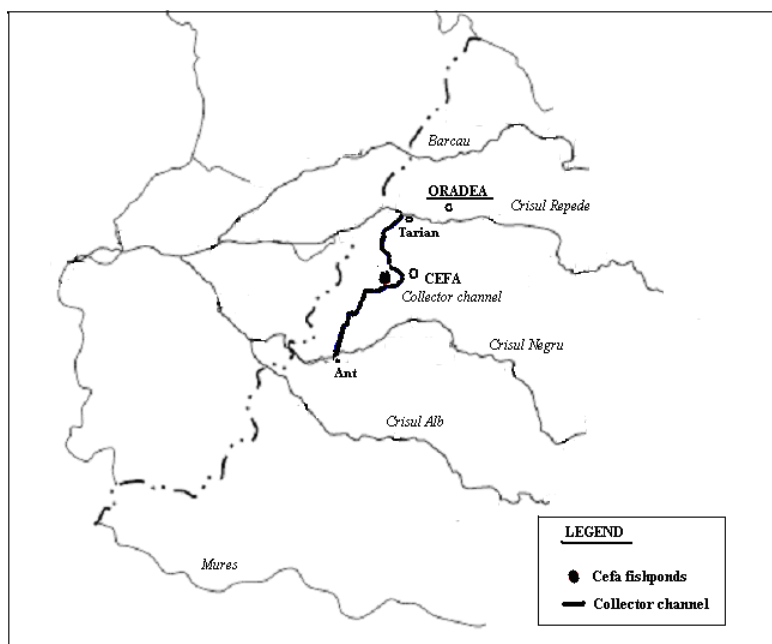 Barcau
ORADEA
Crisul Repede
Tarian
CEFA
Collector channel
Crisul Negru
Ant
Crisul Alb
Mures
LEGEND
Cefa fishponds
Collector channel